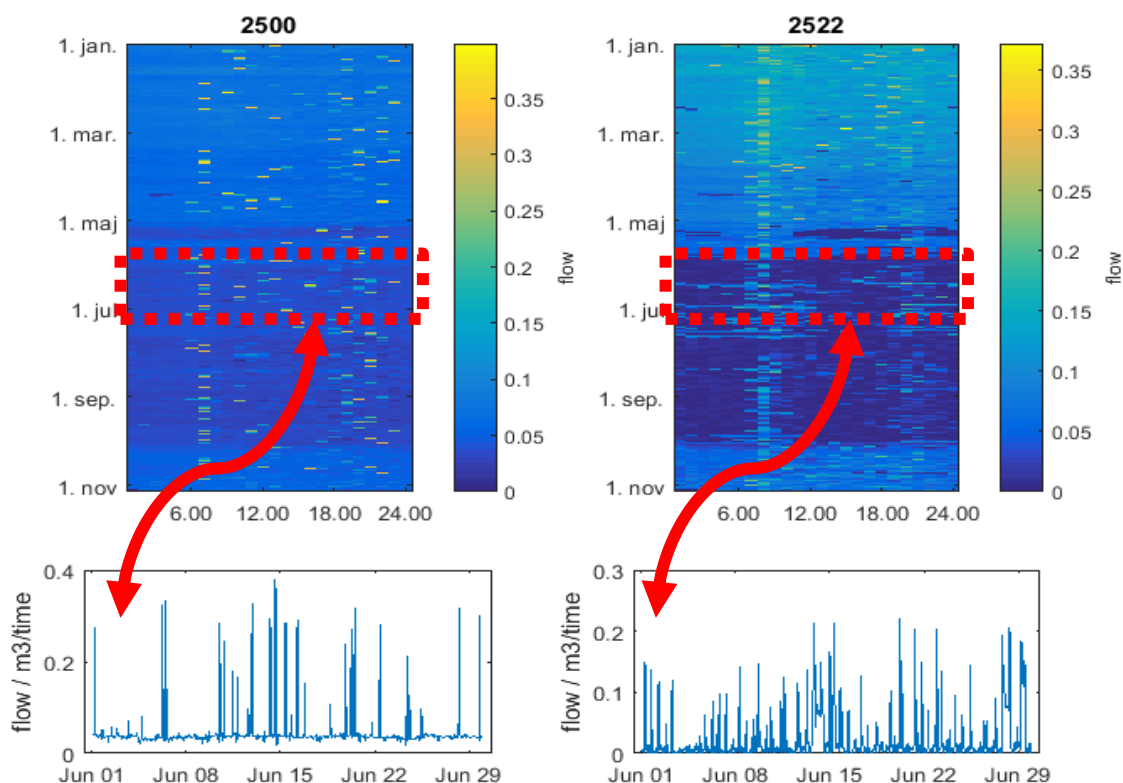 2500
1. jan.
1. mar.
1. maj
1. jul
1. sep.
1. nov
6.00 12.00 18.00 24.00
0.35
0.3
0.25
0.2
0.15
0.1
0.05
0
flow
2522
1. jan.
1. mar.
1. maj
1. jul
1. sep.
1. nov
6.00 12.00 18.00 24.00
0.35
0.3
0.25
0.2
0.15
0.1
0.05
0
flow
flow / m3/time
0.4
0.2
0
Jun 01 Jun 08 Jun 15 Jun 22 Jun 29
flow / m3/time
0.3
0.2
0.1
0
Jun 01 Jun 08 Jun 15 Jun 22 Jun 29